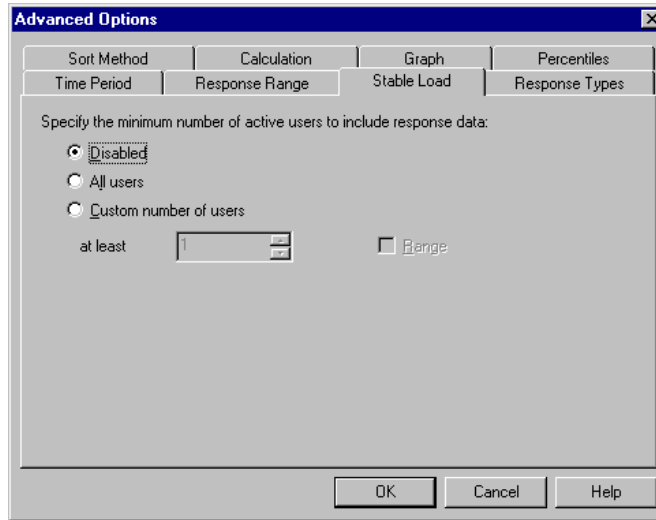 Advanced Options
Sort Method Calculation Graph Percentiles
Time Period Response Range Stable Load Response Types
Specify the minimum number of active users to include response data:
Disabled
All users
Custom number of users
at least 1 Range
OK Cancel Help